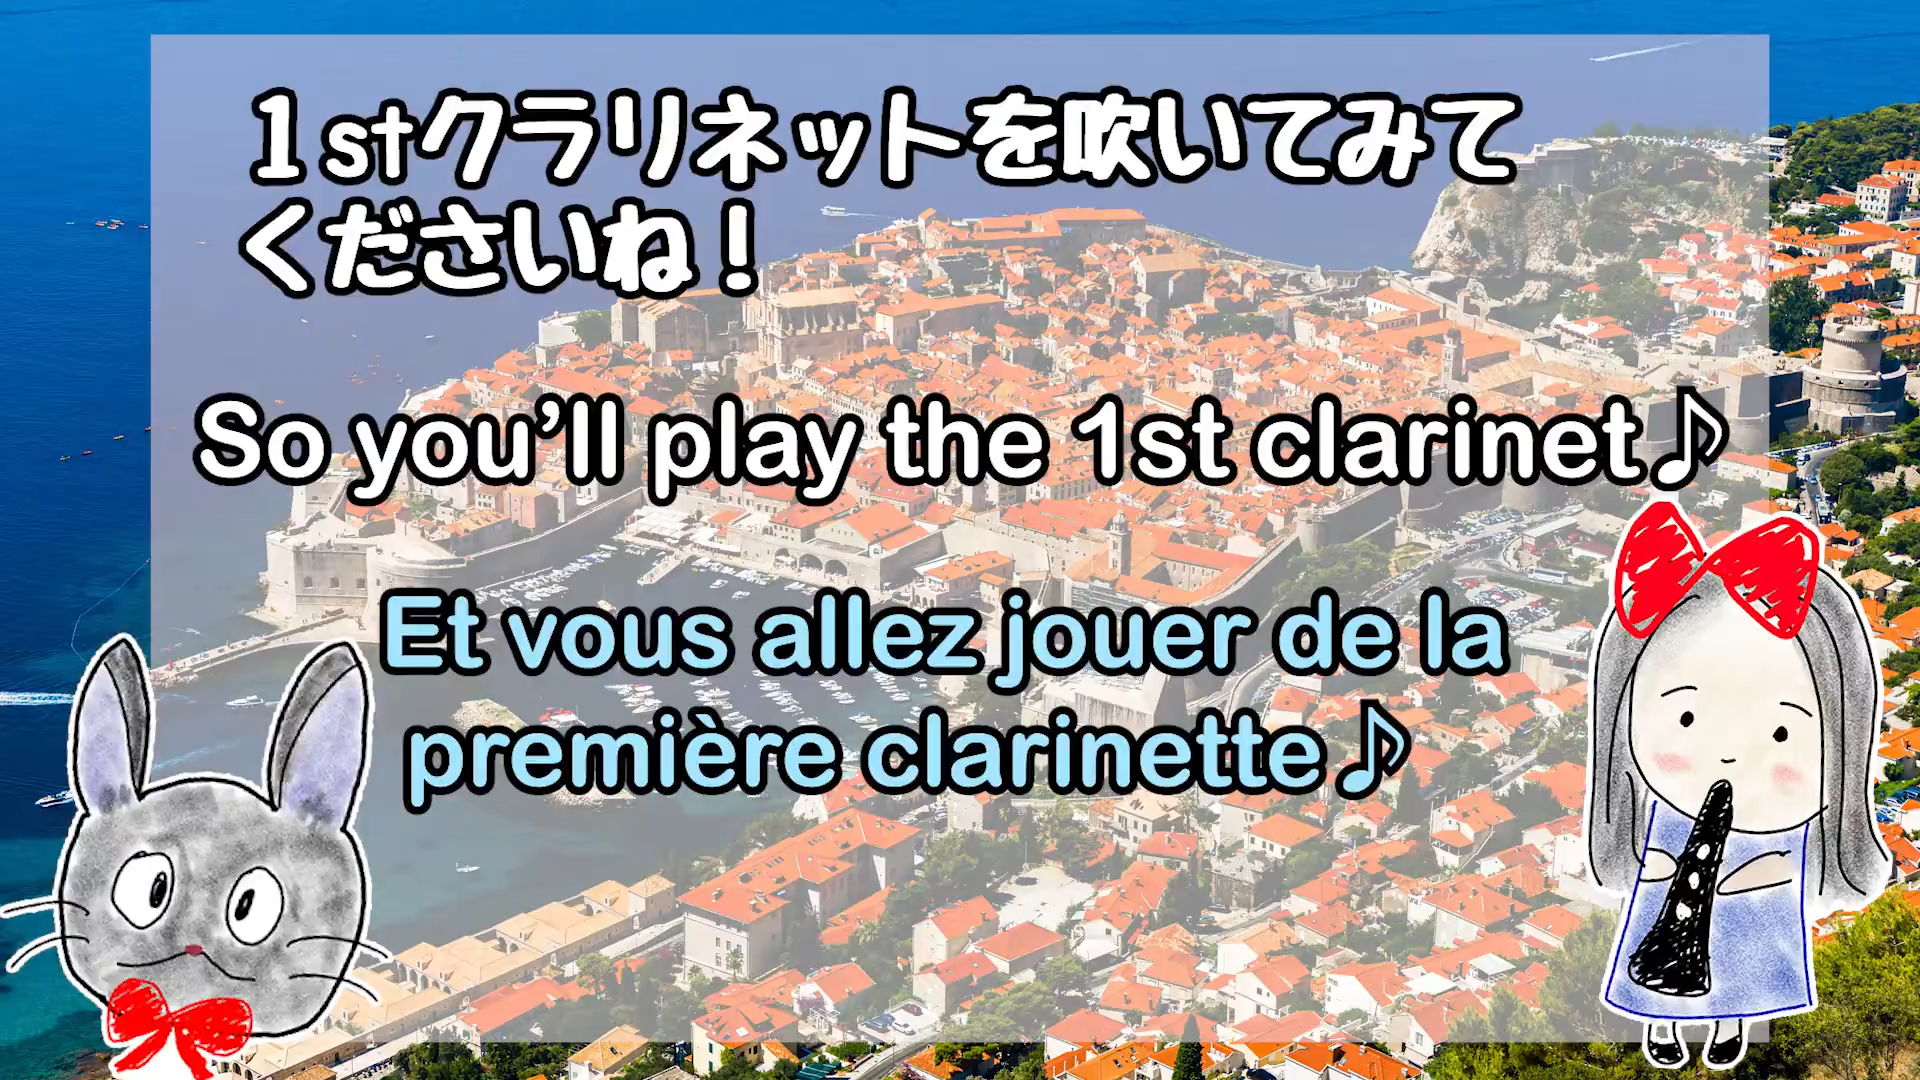 １stクラリネットを吹いてみて
くださいね！
So you’ll play the 1st clarinet♪
Et vous allez jouer de la
première clarinette♪